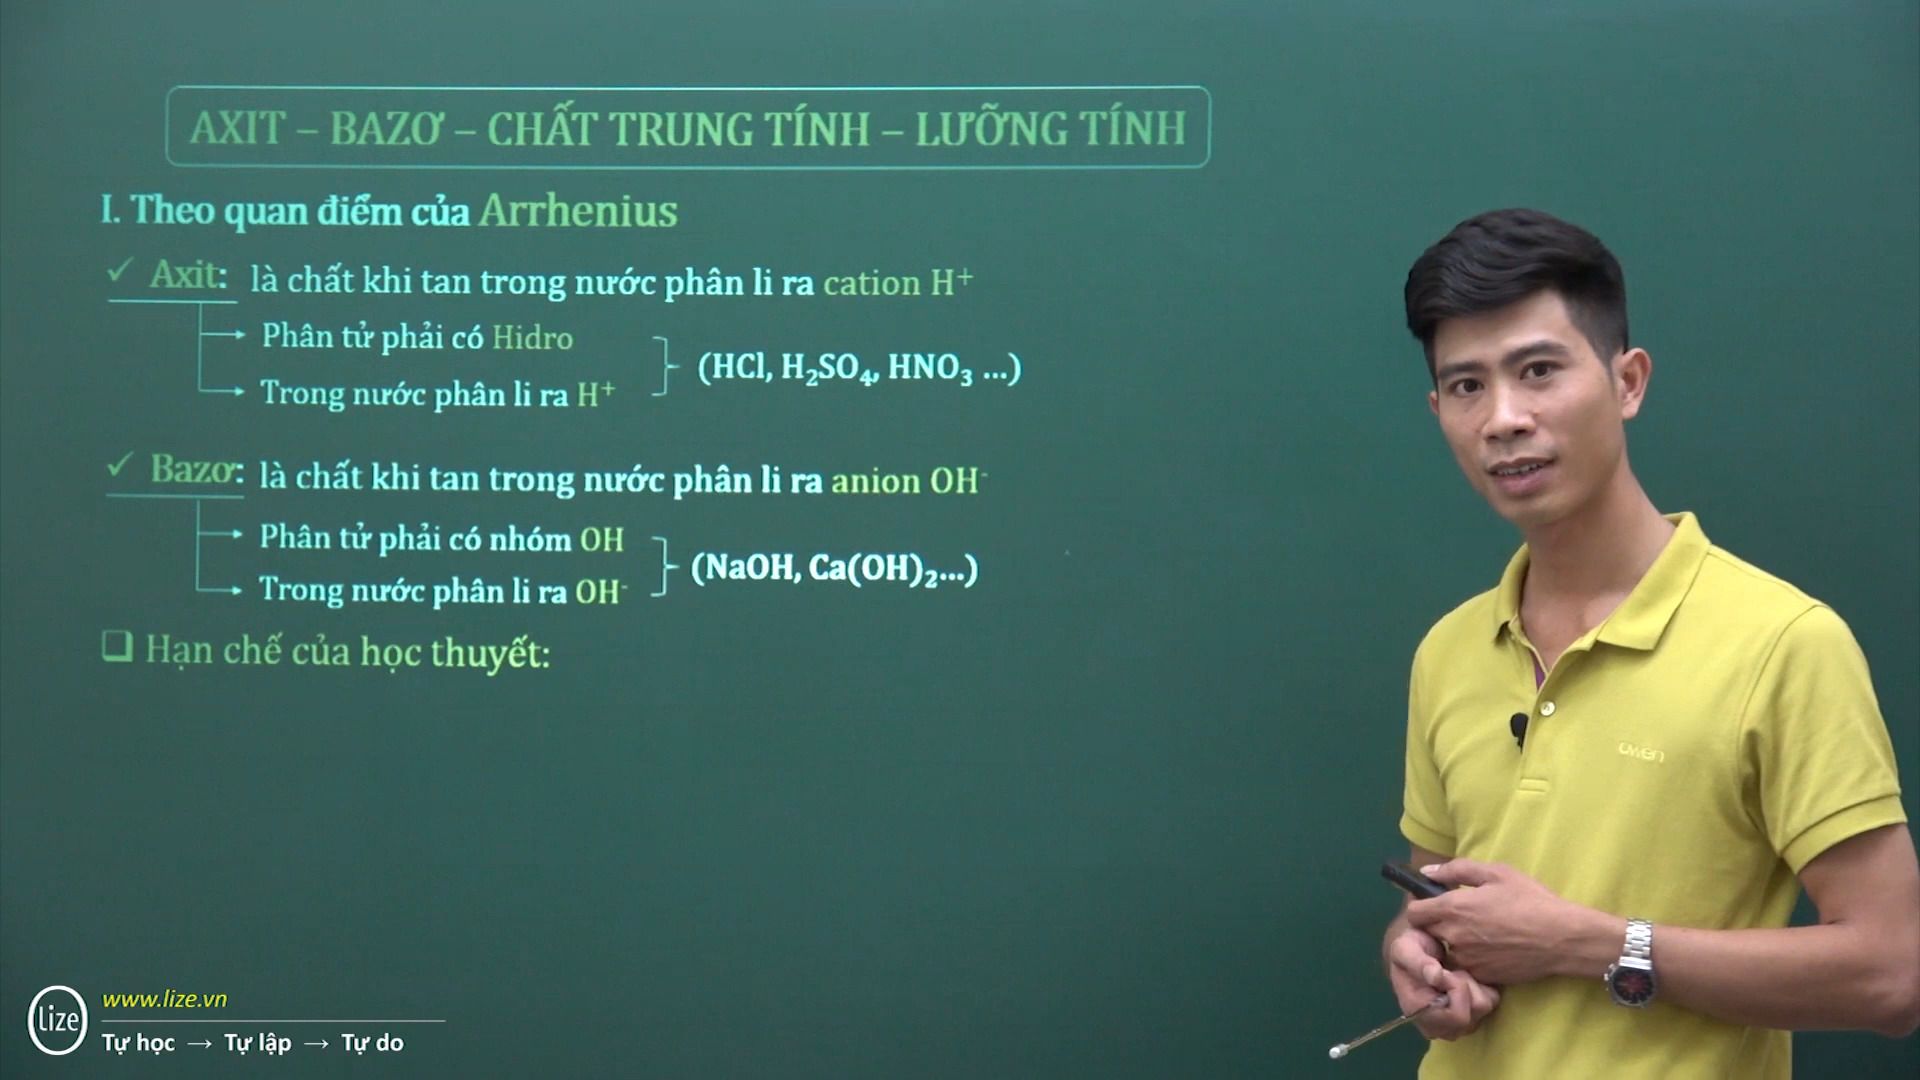 AXIT – BAZƠ – CHẤT TRUNG TÍNH – LƯỠNG TÍNH
I. Theo quan điểm của Arrhenius
✓ Axit: là chất khi tan trong nước phân li ra cation H⁺
Phân tử phải có Hidro
Trong nước phân li ra H⁺
(HCl, H₂SO₄, HNO₃ ...)
✓ Bazơ: là chất khi tan trong nước phân li ra anion OH⁻
Phân tử phải có nhóm OH
Trong nước phân li ra OH⁻
(NaOH, Ca(OH)₂...)
❑ Hạn chế của học thuyết:
uwen
lize
www.lize.vn
Tự học → Tự lập → Tự do